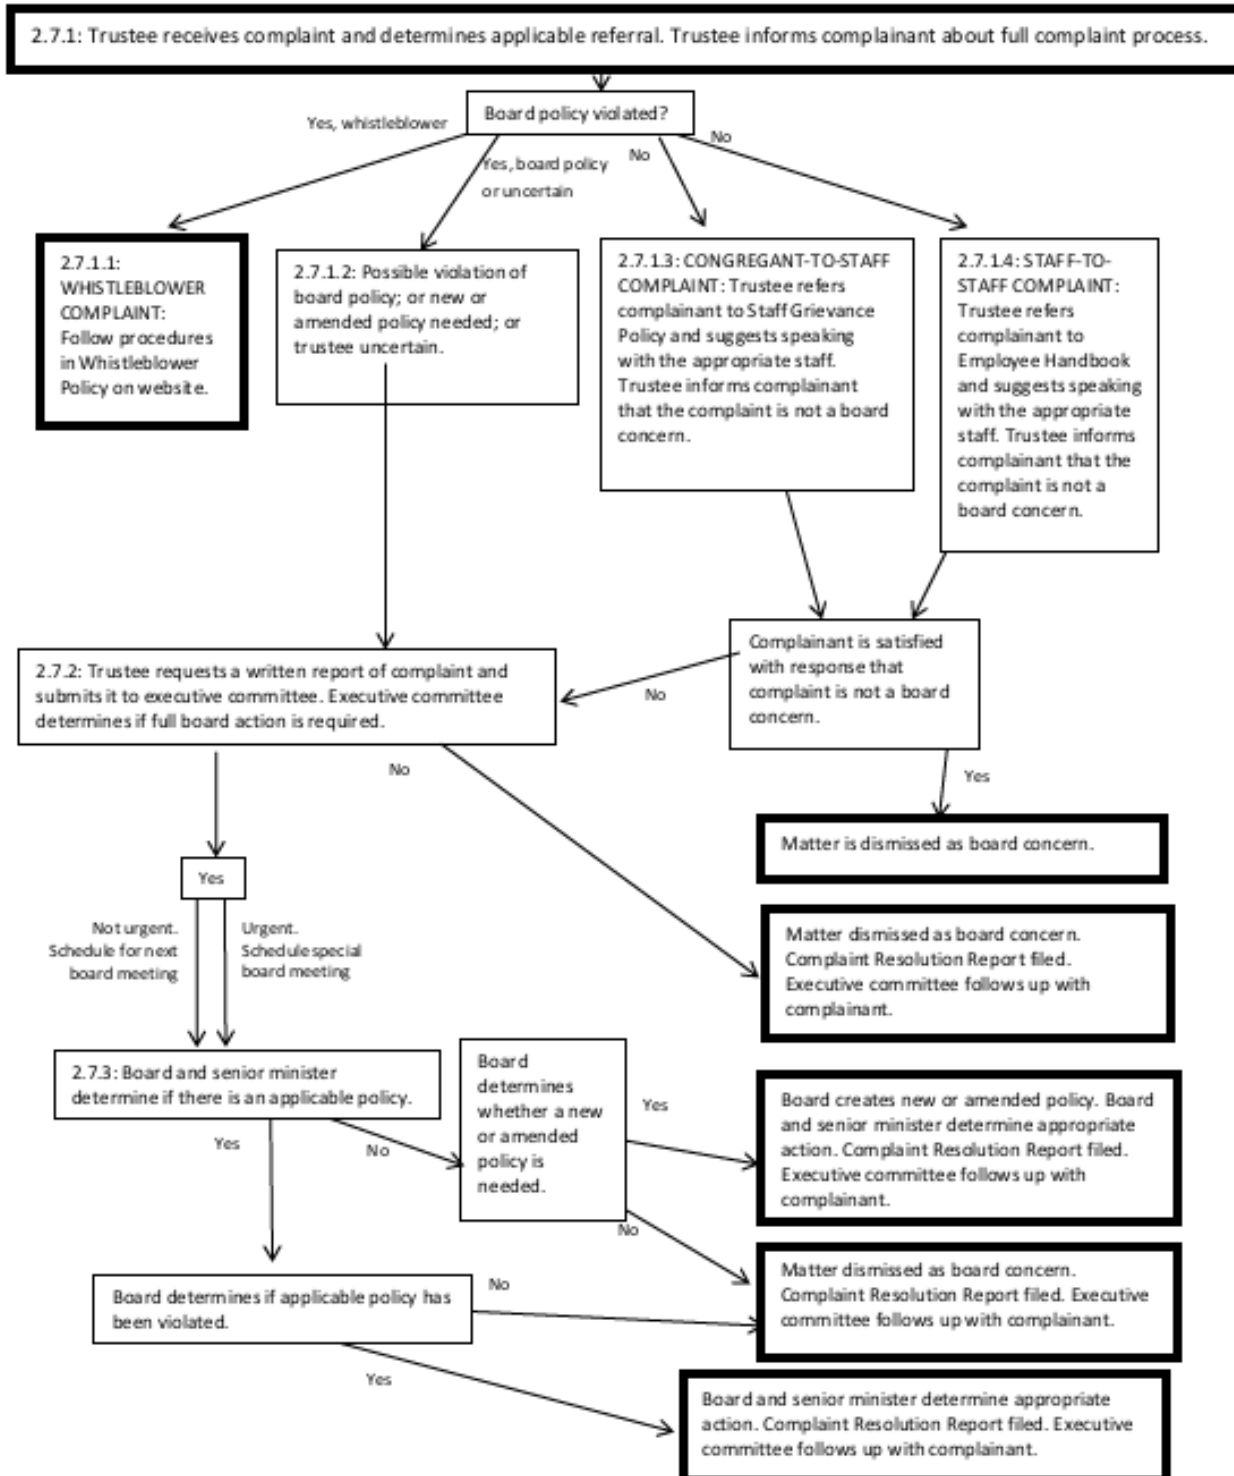 2.7.1: Trustee receives complaint and determines applicable referral. Trustee informs complainant about full complaint process.
Board policy violated?
Yes, whistleblower
No
Yes, board policy
or uncertain
No
2.7.1.1:
WHISTLEBLOWER
COMPLAINT:
Follow procedures
in Whistleblower
Policy on website.
2.7.1.2: Possible violation of
board policy; or new or
amended policy needed; or
trustee uncertain.
2.7.1.3: CONGREGANT-TO-STAFF
COMPLAINT: Trustee refers
complainant to Staff Grievance
Policy and suggests speaking
with the appropriate staff.
Trustee informs complainant
that the complaint is not a board
concern.
2.7.1.4: STAFF-TO-
STAFF COMPLAINT:
Trustee refers
complainant to
Employee Handbook
and suggests speaking
with the appropriate
staff. Trustee informs
complainant that the
complaint is not a
board concern.
Complainant is satisfied
with response that
complaint is not a board
concern.
2.7.2: Trustee requests a written report of complaint and
submits it to executive committee. Executive committee
determines if full board action is required.
No
No
Yes
Matter is dismissed as board concern.
Yes
Not urgent.
Schedule for next
board meeting
Urgent.
Schedule special
board meeting
Matter dismissed as board concern.
Complaint Resolution Report filed.
Executive committee follows up with
complainant.
2.7.3: Board and senior minister
determine if there is an applicable policy.
Yes
No
Board
determines
whether a new
or amended
policy is
needed.
Yes
No
Board creates new or amended policy. Board
and senior minister determine appropriate
action. Complaint Resolution Report filed.
Executive committee follows up with
complainant.
Board determines if applicable policy has
been violated.
No
Yes
Matter dismissed as board concern.
Complaint Resolution Report filed. Executive
committee follows up with complainant.
Board and senior minister determine appropriate
action. Complaint Resolution Report filed. Executive
committee follows up with complainant.